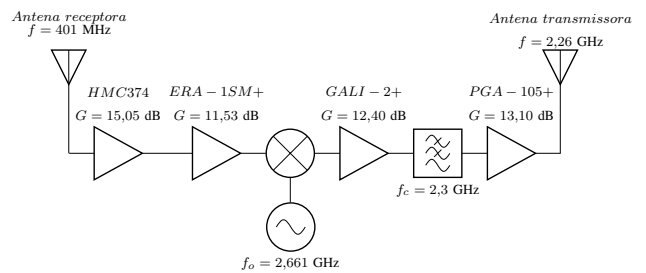 Antena receptora
f = 401 MHz
Antena transmissora
f = 2,26 GHz
HMC374
G = 15,05 dB
ERA − 1SM+
G = 11,53 dB
GALI − 2+
G = 12,40 dB
PGA − 105+
G = 13,10 dB
f_c = 2,3 GHz
f_o = 2,661 GHz